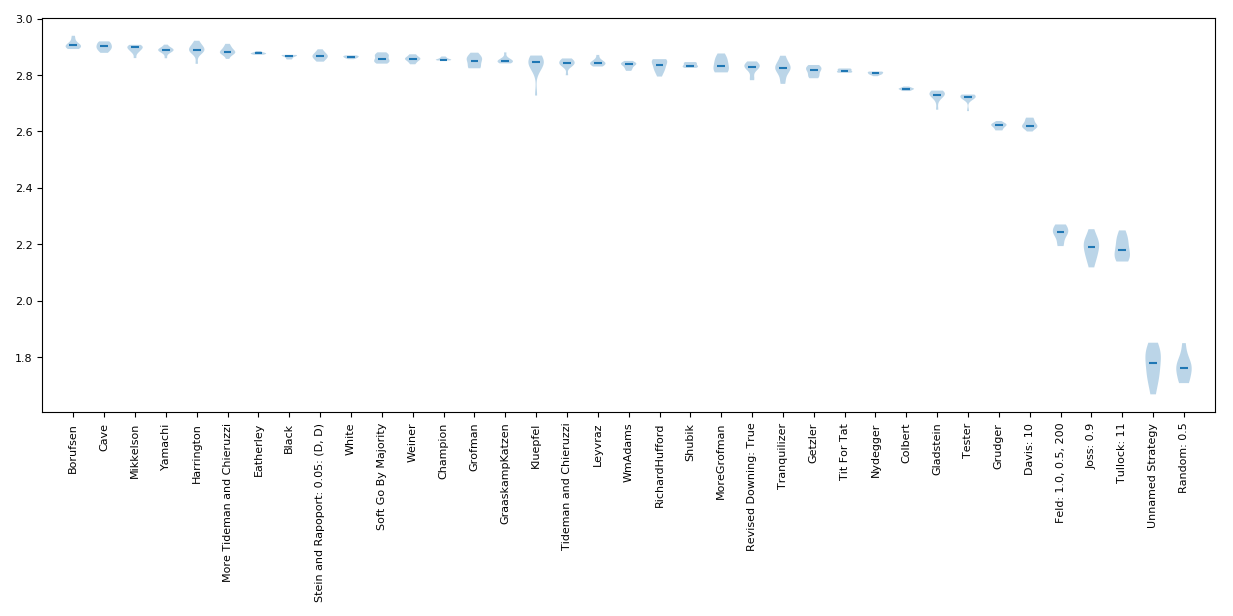 3.0
2.8
2.6
2.4
2.2
2.0
1.8
Borufsen
Cave
Mikkelson
Yamachi
Harrington
More Tideman and Chieruzzi
Eatherley
Black
Stein and Rapoport: 0.05: (D, D)
White
Soft Go By Majority
Weiner
Champion
Grofman
GraaskampKatzen
Kluepfel
Tideman and Chieruzzi
Leyvraz
WmAdams
RichardHufford
Shubik
MoreGrofman
Revised Downing: True
Tranquilizer
Getzler
Tit For Tat
Nydegger
Colbert
Gladstein
Tester
Grudger
Davis: 10
Feld: 1.0, 0.5, 200
Joss: 0.9
Tullock: 11
Unnamed Strategy
Random: 0.5